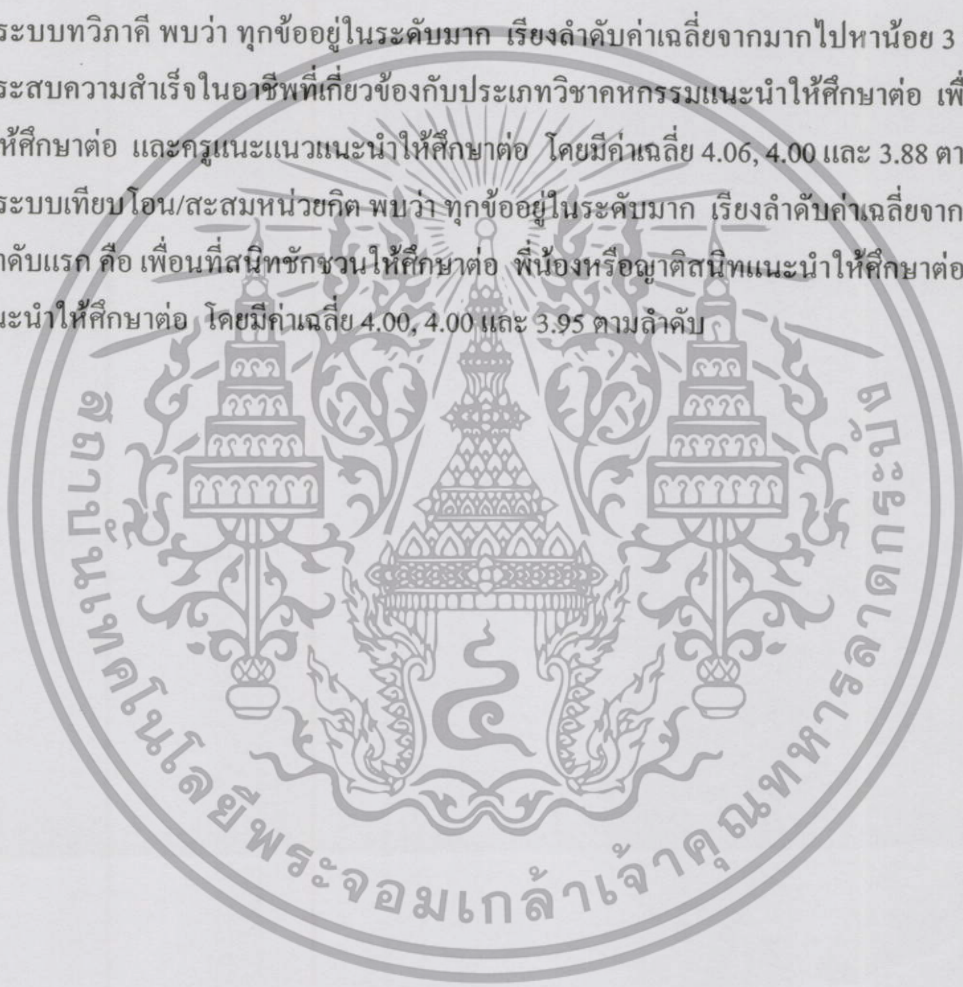 ระบบทวิภาคี พบว่า ทุกข้ออยู่ในระดับมาก เรียงลำดับค่าเฉลี่ยจากมากไปหาน้อย 3
ระสบความสำเร็จในอาชีพที่เกี่ยวข้องกับประเภทวิชาคหกรรมแนะนำให้ศึกษาต่อ เพื่
ห้ศึกษาต่อ และครูแนะแนวแนะนำให้ศึกษาต่อ โดยมีค่าเฉลี่ย 4.06, 4.00 และ 3.88 ตา
ระบบเทียบโอน/สะสมหน่วยกิต พบว่า ทุกข้ออยู่ในระดับมาก เรียงลำดับค่าเฉลี่ยจาก
าดับแรก คือ เพื่อนที่สนิทชักชวนให้ศึกษาต่อ พี่น้องหรือญาติสนิทแนะนำให้ศึกษาต่อ
นะนำให้ศึกษาต่อ โดยมีค่าเฉลี่ย 4.00, 4.00 และ 3.95 ตามลำดับ
สถาบันเทคโนโลยีพระจอมเกล้าเจ้าคุณทหารลาดกระบัง
๔